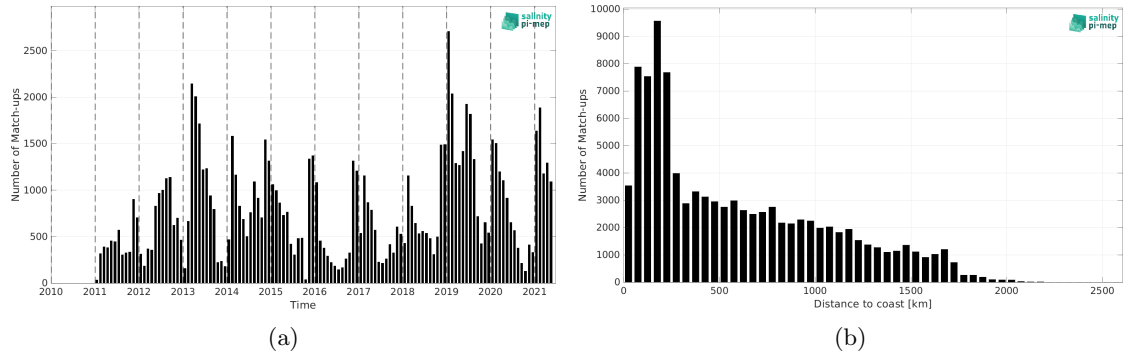 salinity
pi-mep
Number of Match-ups
2500
2000
1500
1000
500
0
2010 2011 2012 2013 2014 2015 2016 2017 2018 2019 2020 2021
Time
(a)
salinity
pi-mep
Number of Match-ups
10000
9000
8000
7000
6000
5000
4000
3000
2000
1000
0
0 500 1000 1500 2000 2500
Distance to coast [km]
(b)